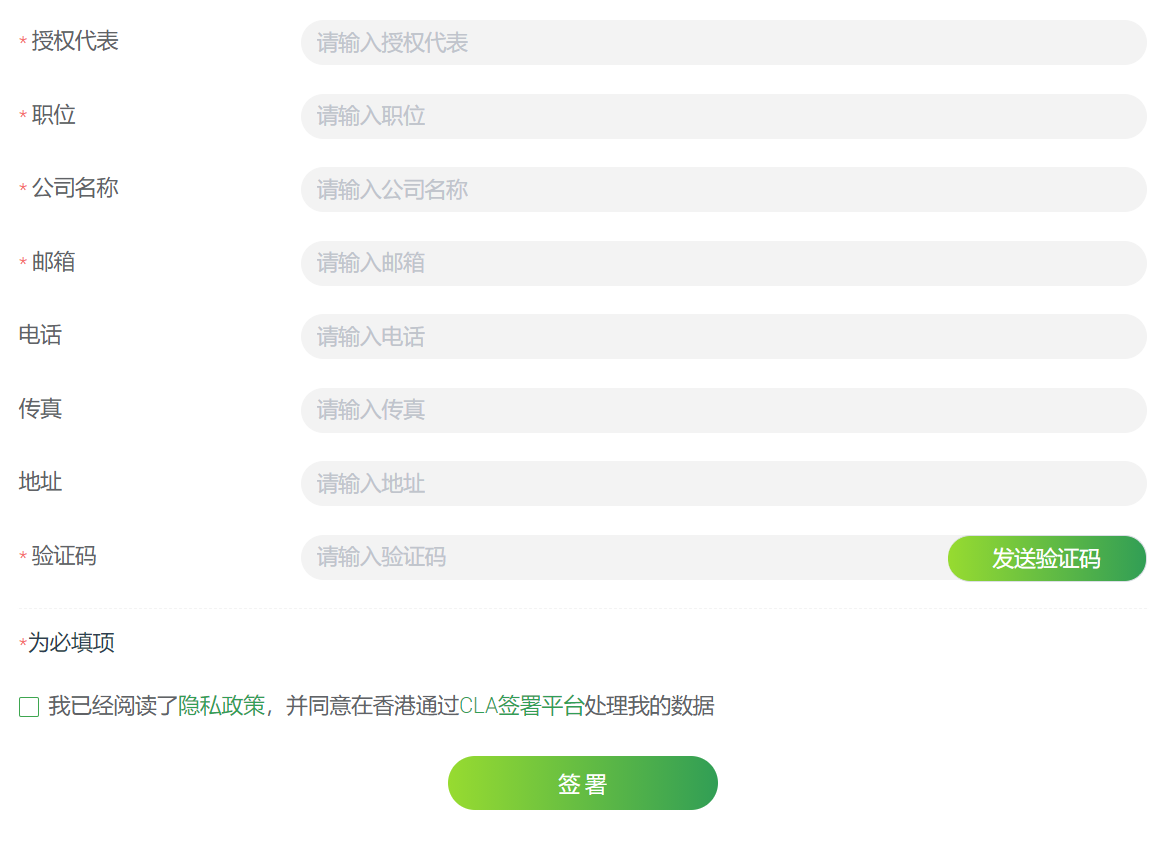 * 授权代表 请输入授权代表
* 职位 请输入职位
* 公司名称 请输入公司名称
* 邮箱 请输入邮箱
电话 请输入电话
传真 请输入传真
地址 请输入地址
* 验证码 请输入验证码 发送验证码
*为必填项
我已经阅读了隐私政策，并同意在香港通过CLA签署平台处理我的数据
签署